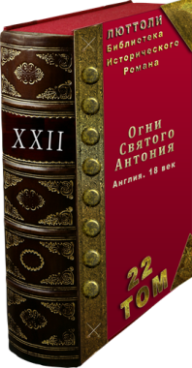 XXII
ЛЮТТОЛИ
Библиотека
Исторического
Романа
Огни
Святого
Антония
Англия. 18 век
22
ТОМ